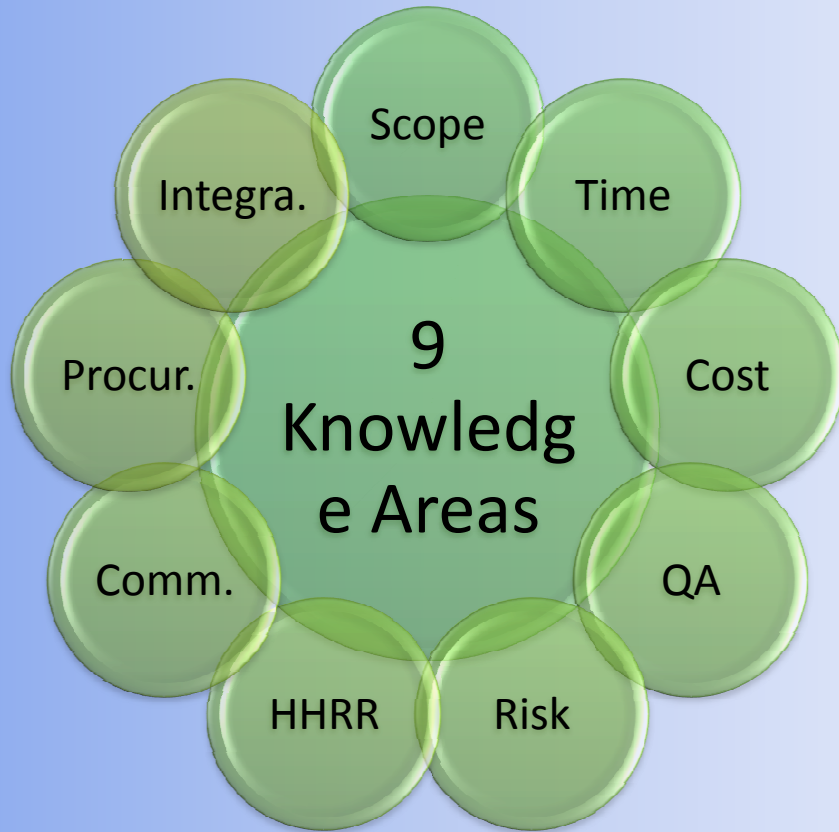 Scope
Time
Cost
QA
Risk
HHRR
Comm.
Procur.
Integra.
9
Knowledg
e Areas